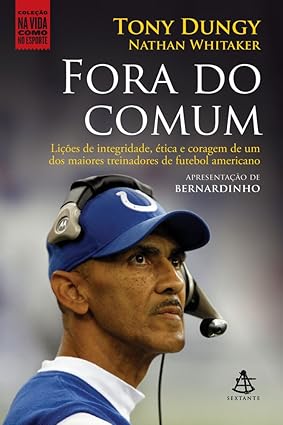 COLEÇÃO
NA VIDA
COMO
NO ESPORTE
TONY DUNGY
NATHAN WHITAKER
FORA DO
COMUM
Lições de integridade, ética e coragem de um
dos maiores treinadores de futebol americano
APRESENTAÇÃO DE
BERNARDINHO
MOTOROLA
SEXTANTE